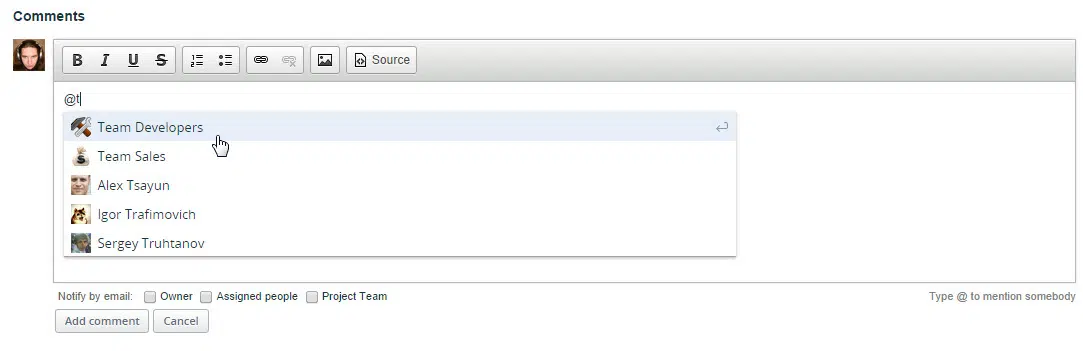 Comments
B I U S Source
@t
Team Developers
Team Sales
Alex Tsayun
Igor Trafimovich
Sergey Truhtanov
Notify by email: Owner Assigned people Project Team Type @ to mention somebody
Add comment Cancel